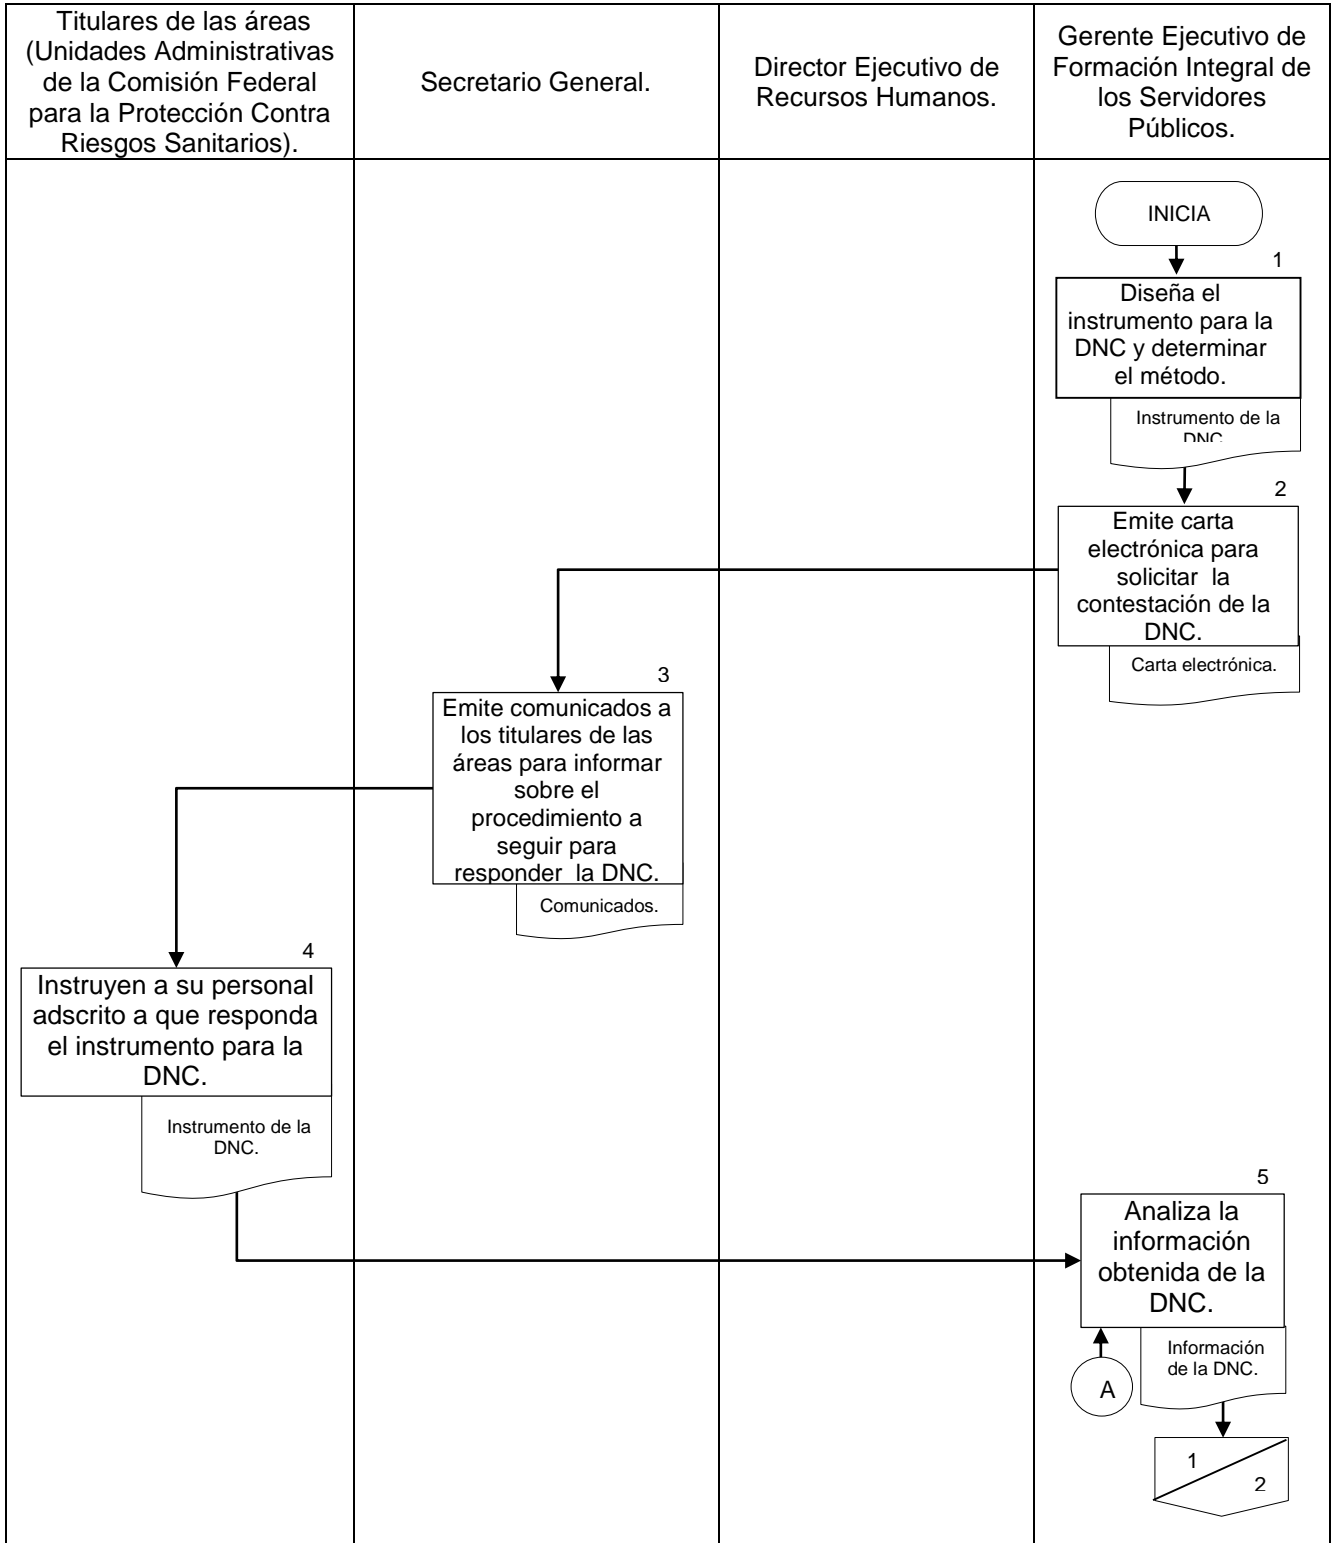 Titulares de las áreas
(Unidades Administrativas
de la Comisión Federal
para la Protección Contra
Riesgos Sanitarios).
Secretario General.
Director Ejecutivo de
Recursos Humanos.
Gerente Ejecutivo de
Formación Integral de
los Servidores
Públicos.
INICIA
1
Diseña el
instrumento para la
DNC y determinar
el método.
Instrumento de la
DNC
2
Emite carta
electrónica para
solicitar la
contestación de la
DNC.
Carta electrónica.
3
Emite comunicados a
los titulares de las
áreas para informar
sobre el
procedimiento a
seguir para
responder la DNC.
Comunicados.
4
Instruyen a su personal
adscrito a que responda
el instrumento para la
DNC.
Instrumento de la
DNC.
5
Analiza la
información
obtenida de la
DNC.
Información
de la DNC.
A
1
2